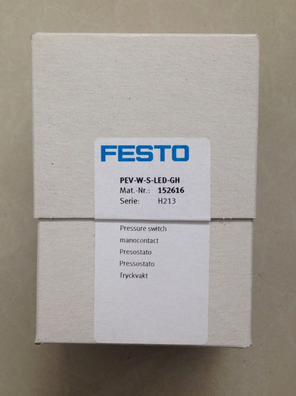 FESTO
PEV-W-S-LED-GH
Mat.-Nr.: 152616
Serie: H213
Pressure switch
manocontact
Presostato
Pressostato
Tryckvakt